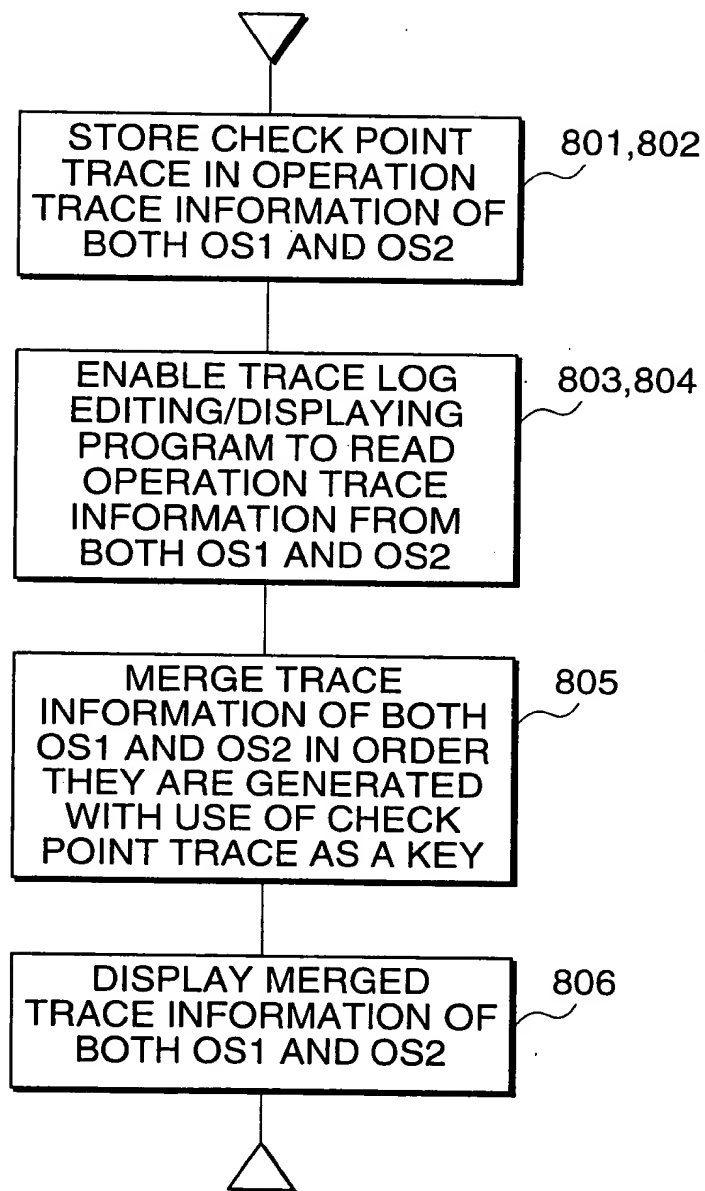 STORE CHECK POINT
TRACE IN OPERATION
TRACE INFORMATION OF
BOTH OS1 AND OS2
801,802
ENABLE TRACE LOG
EDITING/DISPLAYING
PROGRAM TO READ
OPERATION TRACE
INFORMATION FROM
BOTH OS1 AND OS2
803,804
MERGE TRACE
INFORMATION OF BOTH
OS1 AND OS2 IN ORDER
THEY ARE GENERATED
WITH USE OF CHECK
POINT TRACE AS A KEY
805
DISPLAY MERGED
TRACE INFORMATION OF
BOTH OS1 AND OS2
806